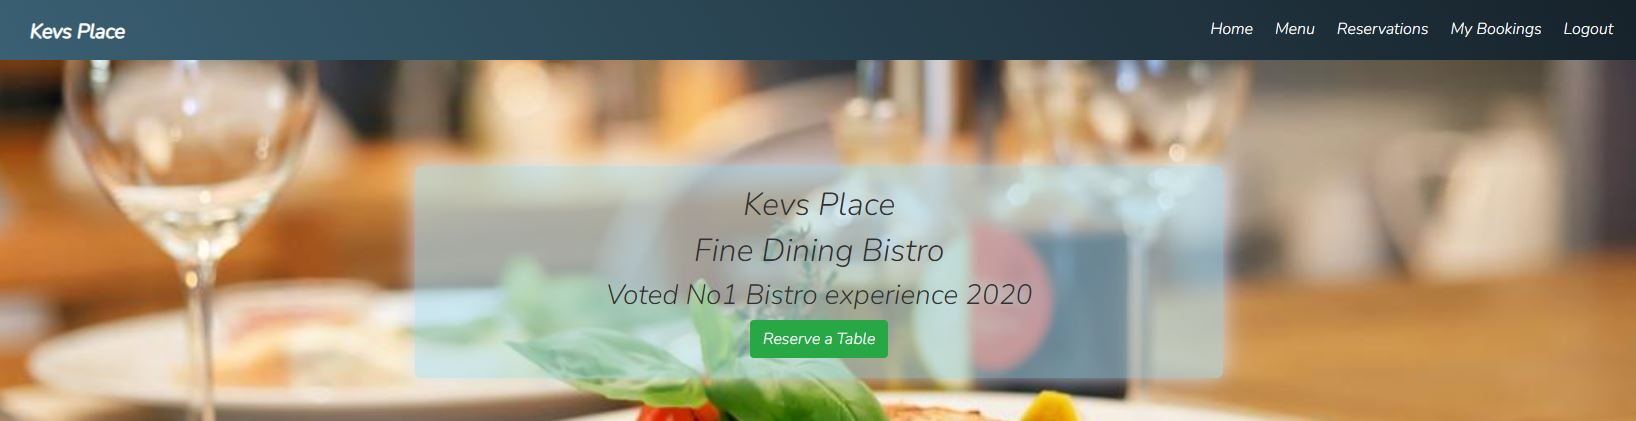 Kevs Place
Home Menu Reservations My Bookings Logout
Kevs Place
Fine Dining Bistro
Voted No1 Bistro experience 2020
Reserve a Table